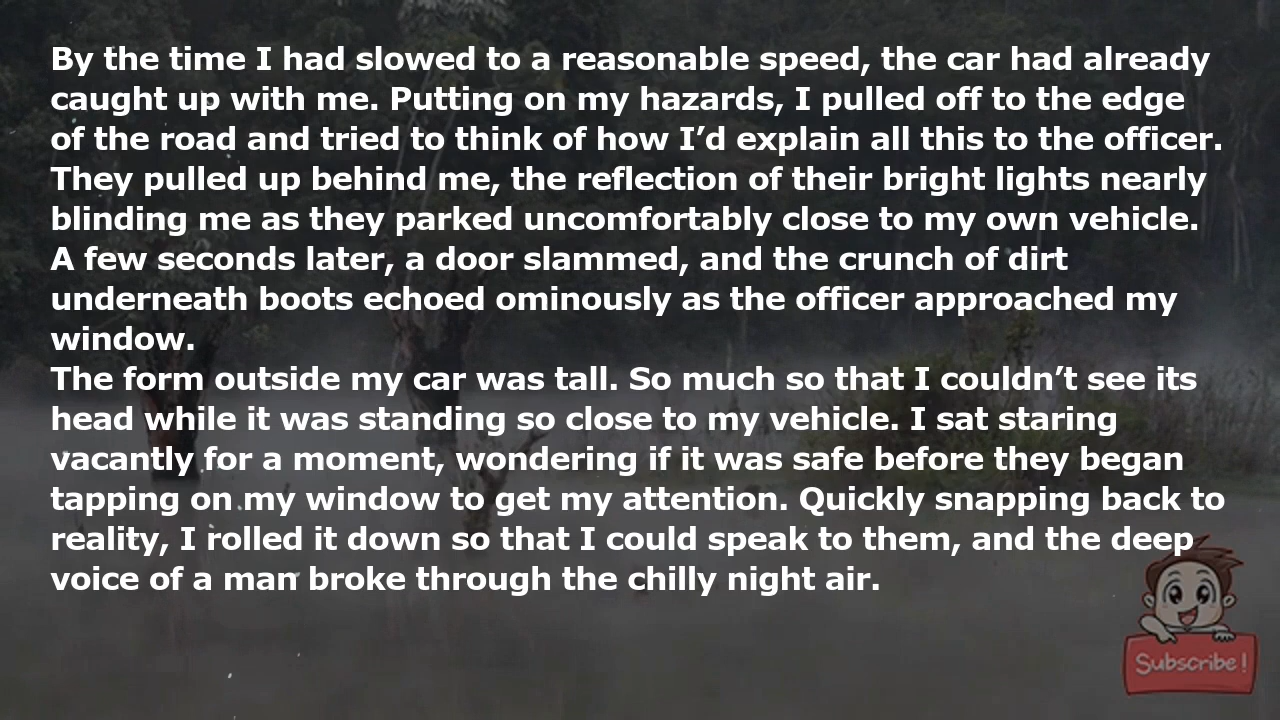 By the time I had slowed to a reasonable speed, the car had already
caught up with me. Putting on my hazards, I pulled off to the edge
of the road and tried to think of how I’d explain all this to the officer.
They pulled up behind me, the reflection of their bright lights nearly
blinding me as they parked uncomfortably close to my own vehicle.
A few seconds later, a door slammed, and the crunch of dirt
underneath boots echoed ominously as the officer approached my
window.
The form outside my car was tall. So much so that I couldn’t see its
head while it was standing so close to my vehicle. I sat staring
vacantly for a moment, wondering if it was safe before they began
tapping on my window to get my attention. Quickly snapping back to
reality, I rolled it down so that I could speak to them, and the deep
voice of a man broke through the chilly night air.
Subscribe!